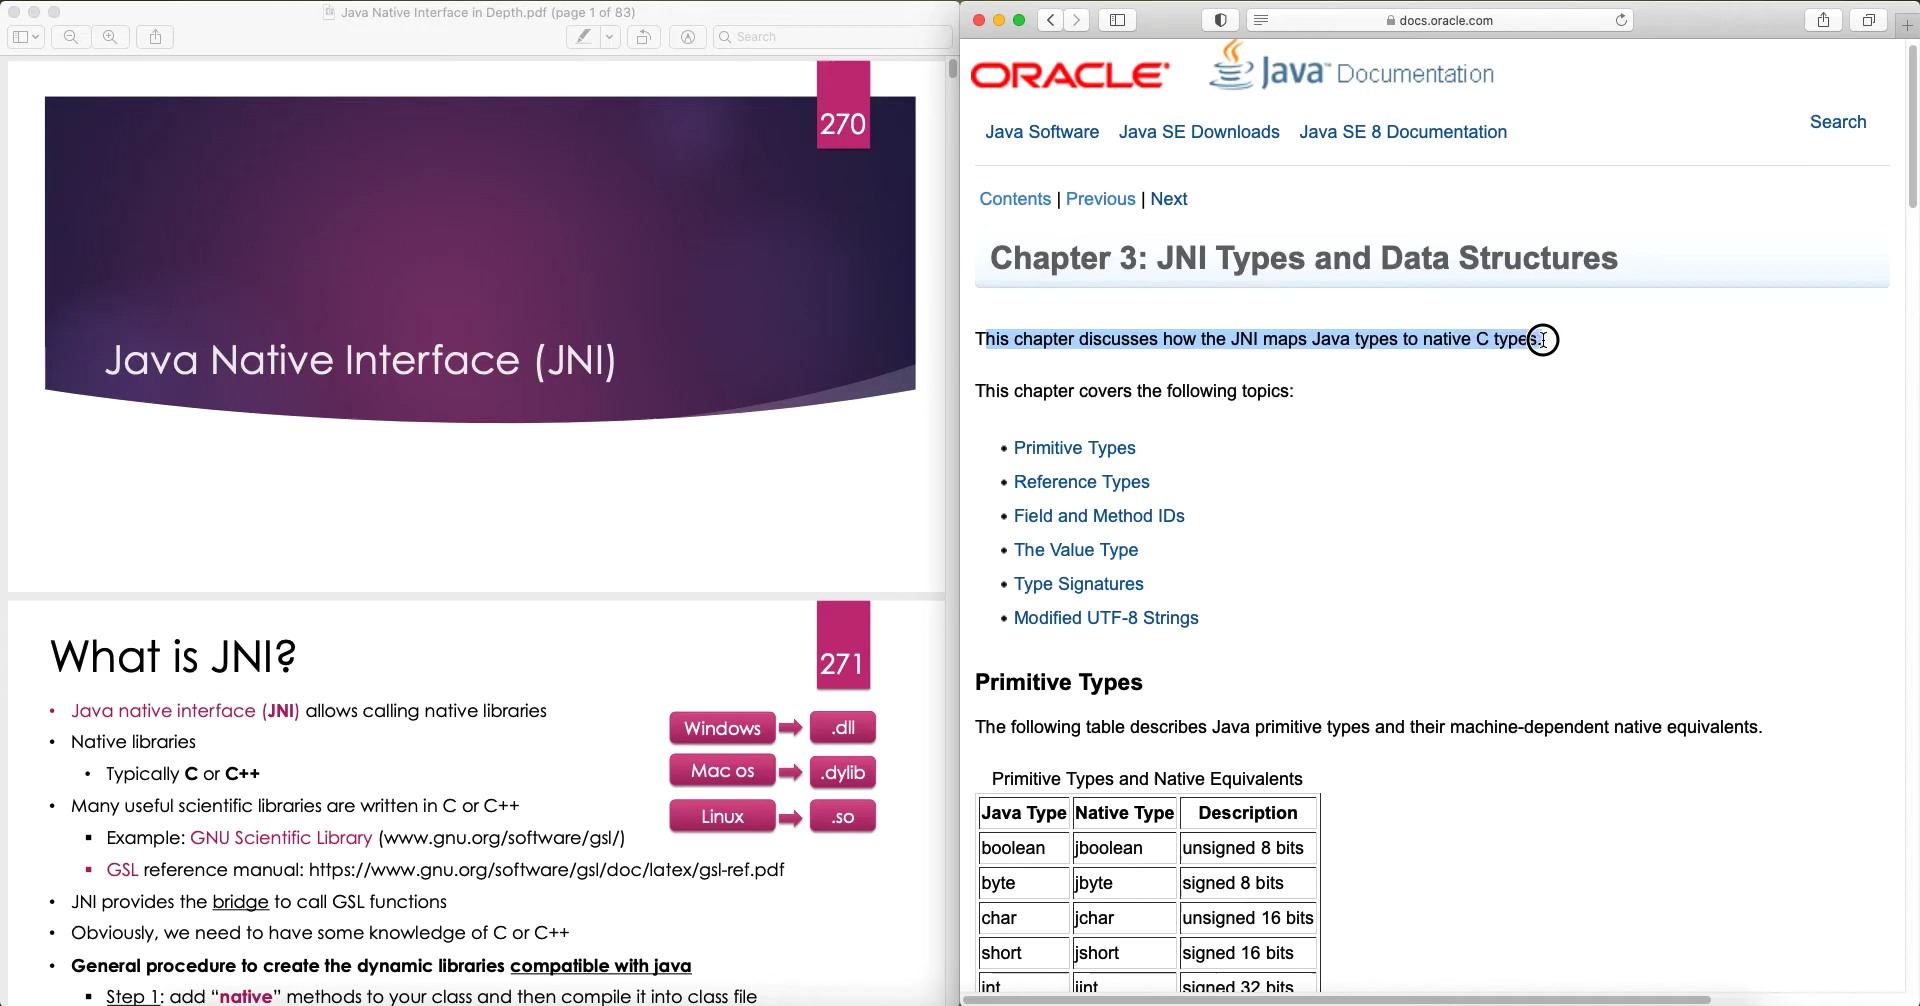 Java Native Interface in Depth.pdf (page 1 of 83)
Search
270
Java Native Interface (JNI)
271
What is JNI?
• Java native interface (JNI) allows calling native libraries
• Native libraries
• Typically C or C++
• Many useful scientific libraries are written in C or C++
▪ Example: GNU Scientific Library (www.gnu.org/software/gsl/)
▪ GSL reference manual: https://www.gnu.org/software/gsl/doc/latex/gsl-ref.pdf
• JNI provides the bridge to call GSL functions
• Obviously, we need to have some knowledge of C or C++
• General procedure to create the dynamic libraries compatible with java
▪ Step 1: add “native” methods to your class and then compile it into class file
Windows .dll
Mac os .dylib
Linux .so
docs.oracle.com
ORACLE Java™ Documentation
Java Software Java SE Downloads Java SE 8 Documentation
Search
Contents | Previous | Next
Chapter 3: JNI Types and Data Structures
This chapter discusses how the JNI maps Java types to native C types.
This chapter covers the following topics:
• Primitive Types
• Reference Types
• Field and Method IDs
• The Value Type
• Type Signatures
• Modified UTF-8 Strings
Primitive Types
The following table describes Java primitive types and their machine-dependent native equivalents.
Primitive Types and Native Equivalents
Java Type Native Type Description
boolean jboolean unsigned 8 bits
byte jbyte signed 8 bits
char jchar unsigned 16 bits
short jshort signed 16 bits
int jint signed 32 bits